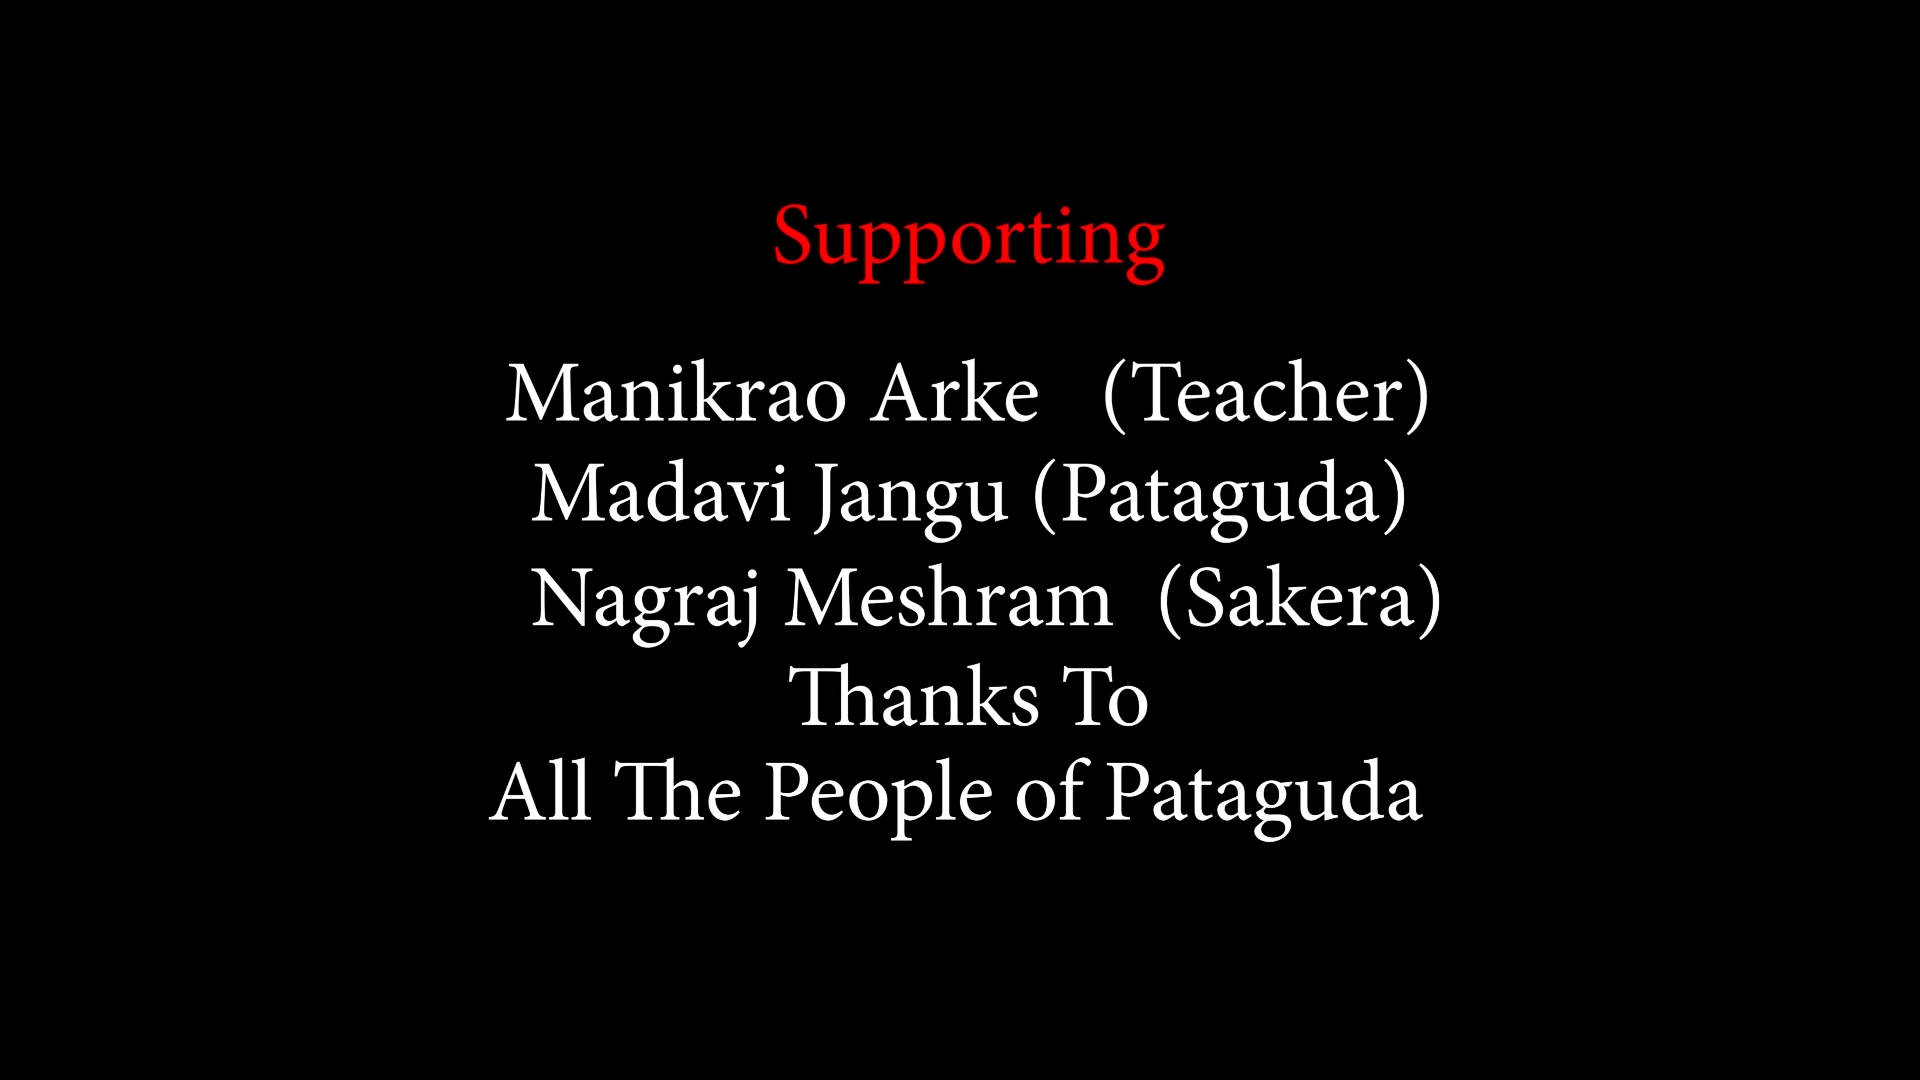 Supporting
Manikrao Arke (Teacher)
Madavi Jangu (Pataguda)
Nagraj Meshram (Sakera)
Thanks To
All The People of Pataguda